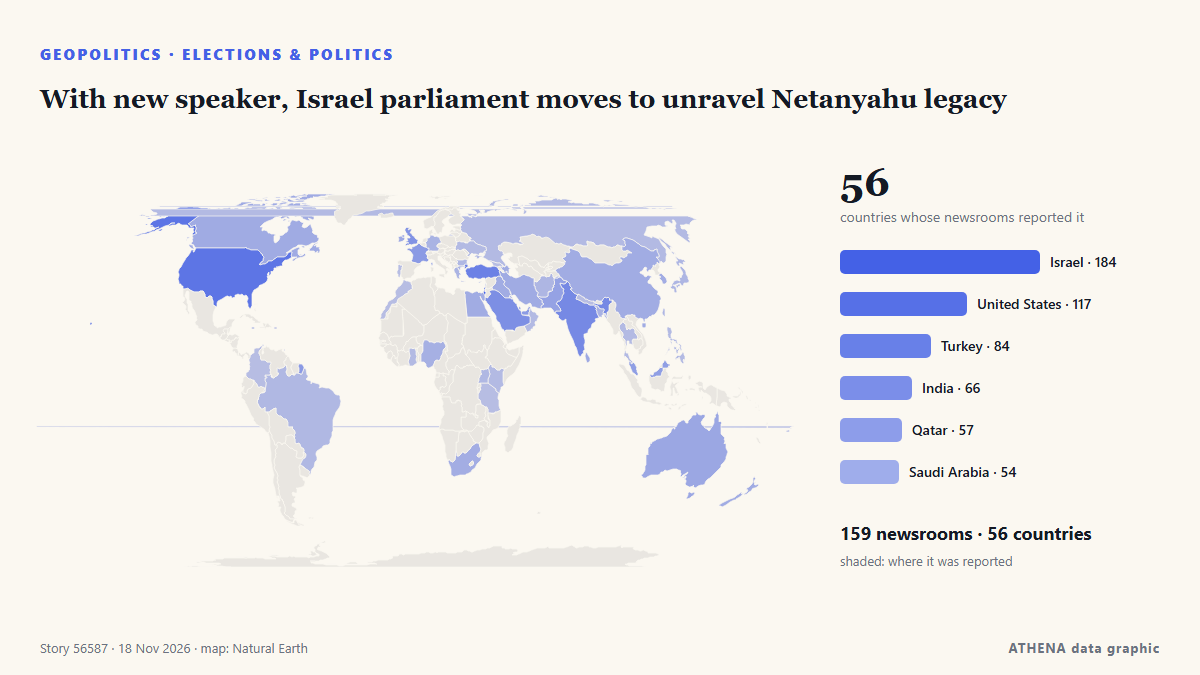 GEOPOLITICS · ELECTIONS & POLITICS
With new speaker, Israel parliament moves to unravel Netanyahu legacy
56
countries whose newsrooms reported it
Israel · 184
United States · 117
Turkey · 84
India · 66
Qatar · 57
Saudi Arabia · 54
159 newsrooms · 56 countries
shaded: where it was reported
Story 56587 · 18 Nov 2026 · map: Natural Earth
ATHENA data graphic